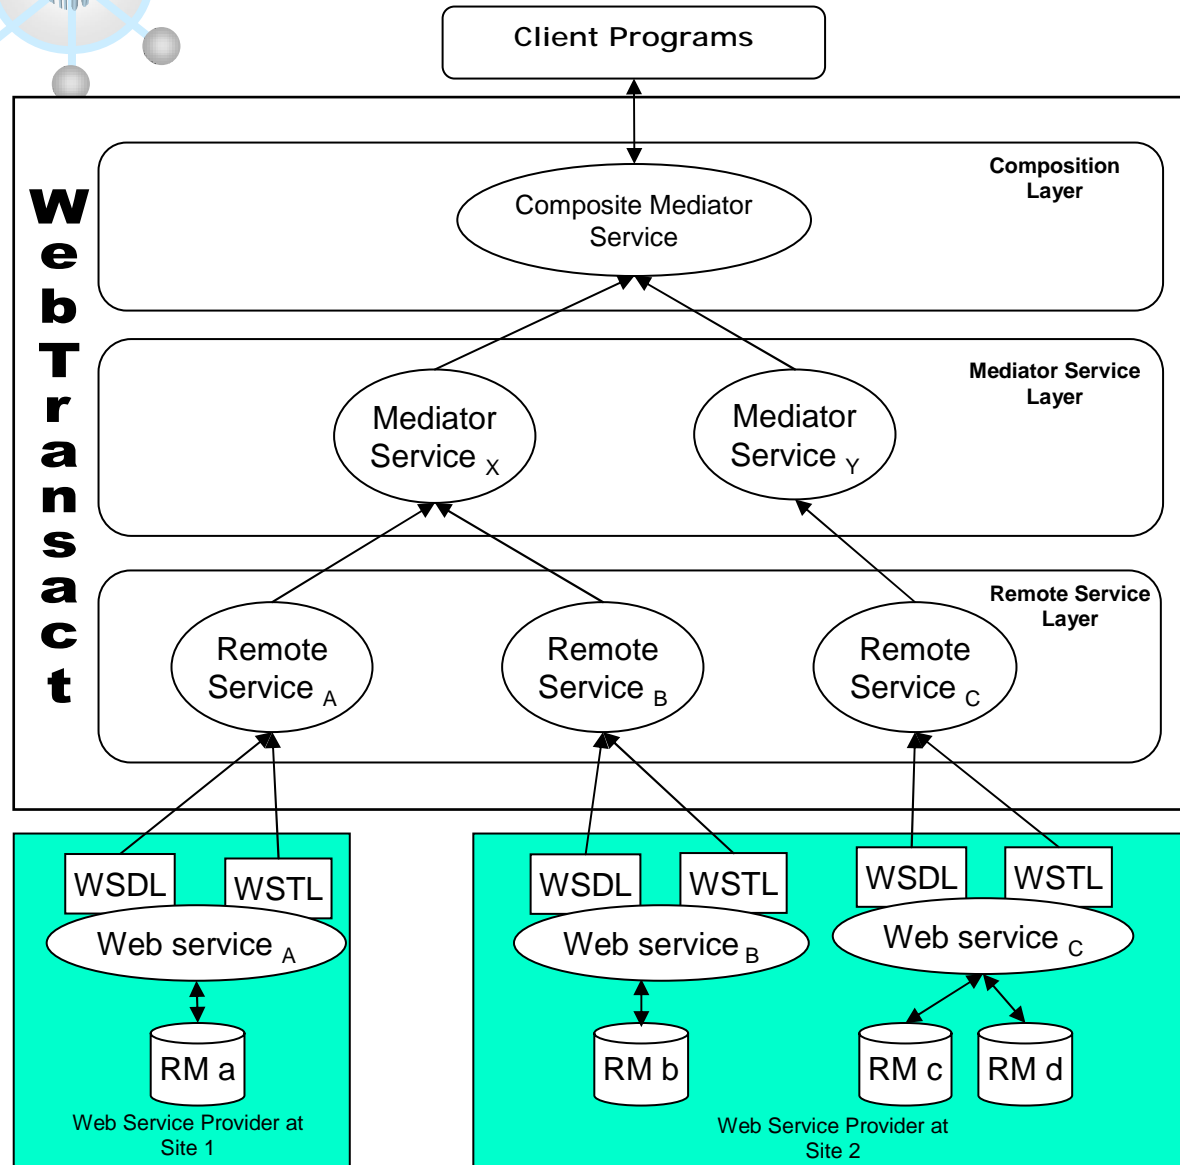 Client Programs
WebTransact
Composition
Layer
Composite Mediator
Service
Mediator Service
Layer
Mediator
Service X
Mediator
Service Y
Remote Service
Layer
Remote
Service A
Remote
Service B
Remote
Service C
WSDL
WSTL
WSDL
WSTL
WSDL
WSTL
Web service A
Web service B
Web service C
RM a
RM b
RM c
RM d
Web Service Provider at
Site 1
Web Service Provider at
Site 2